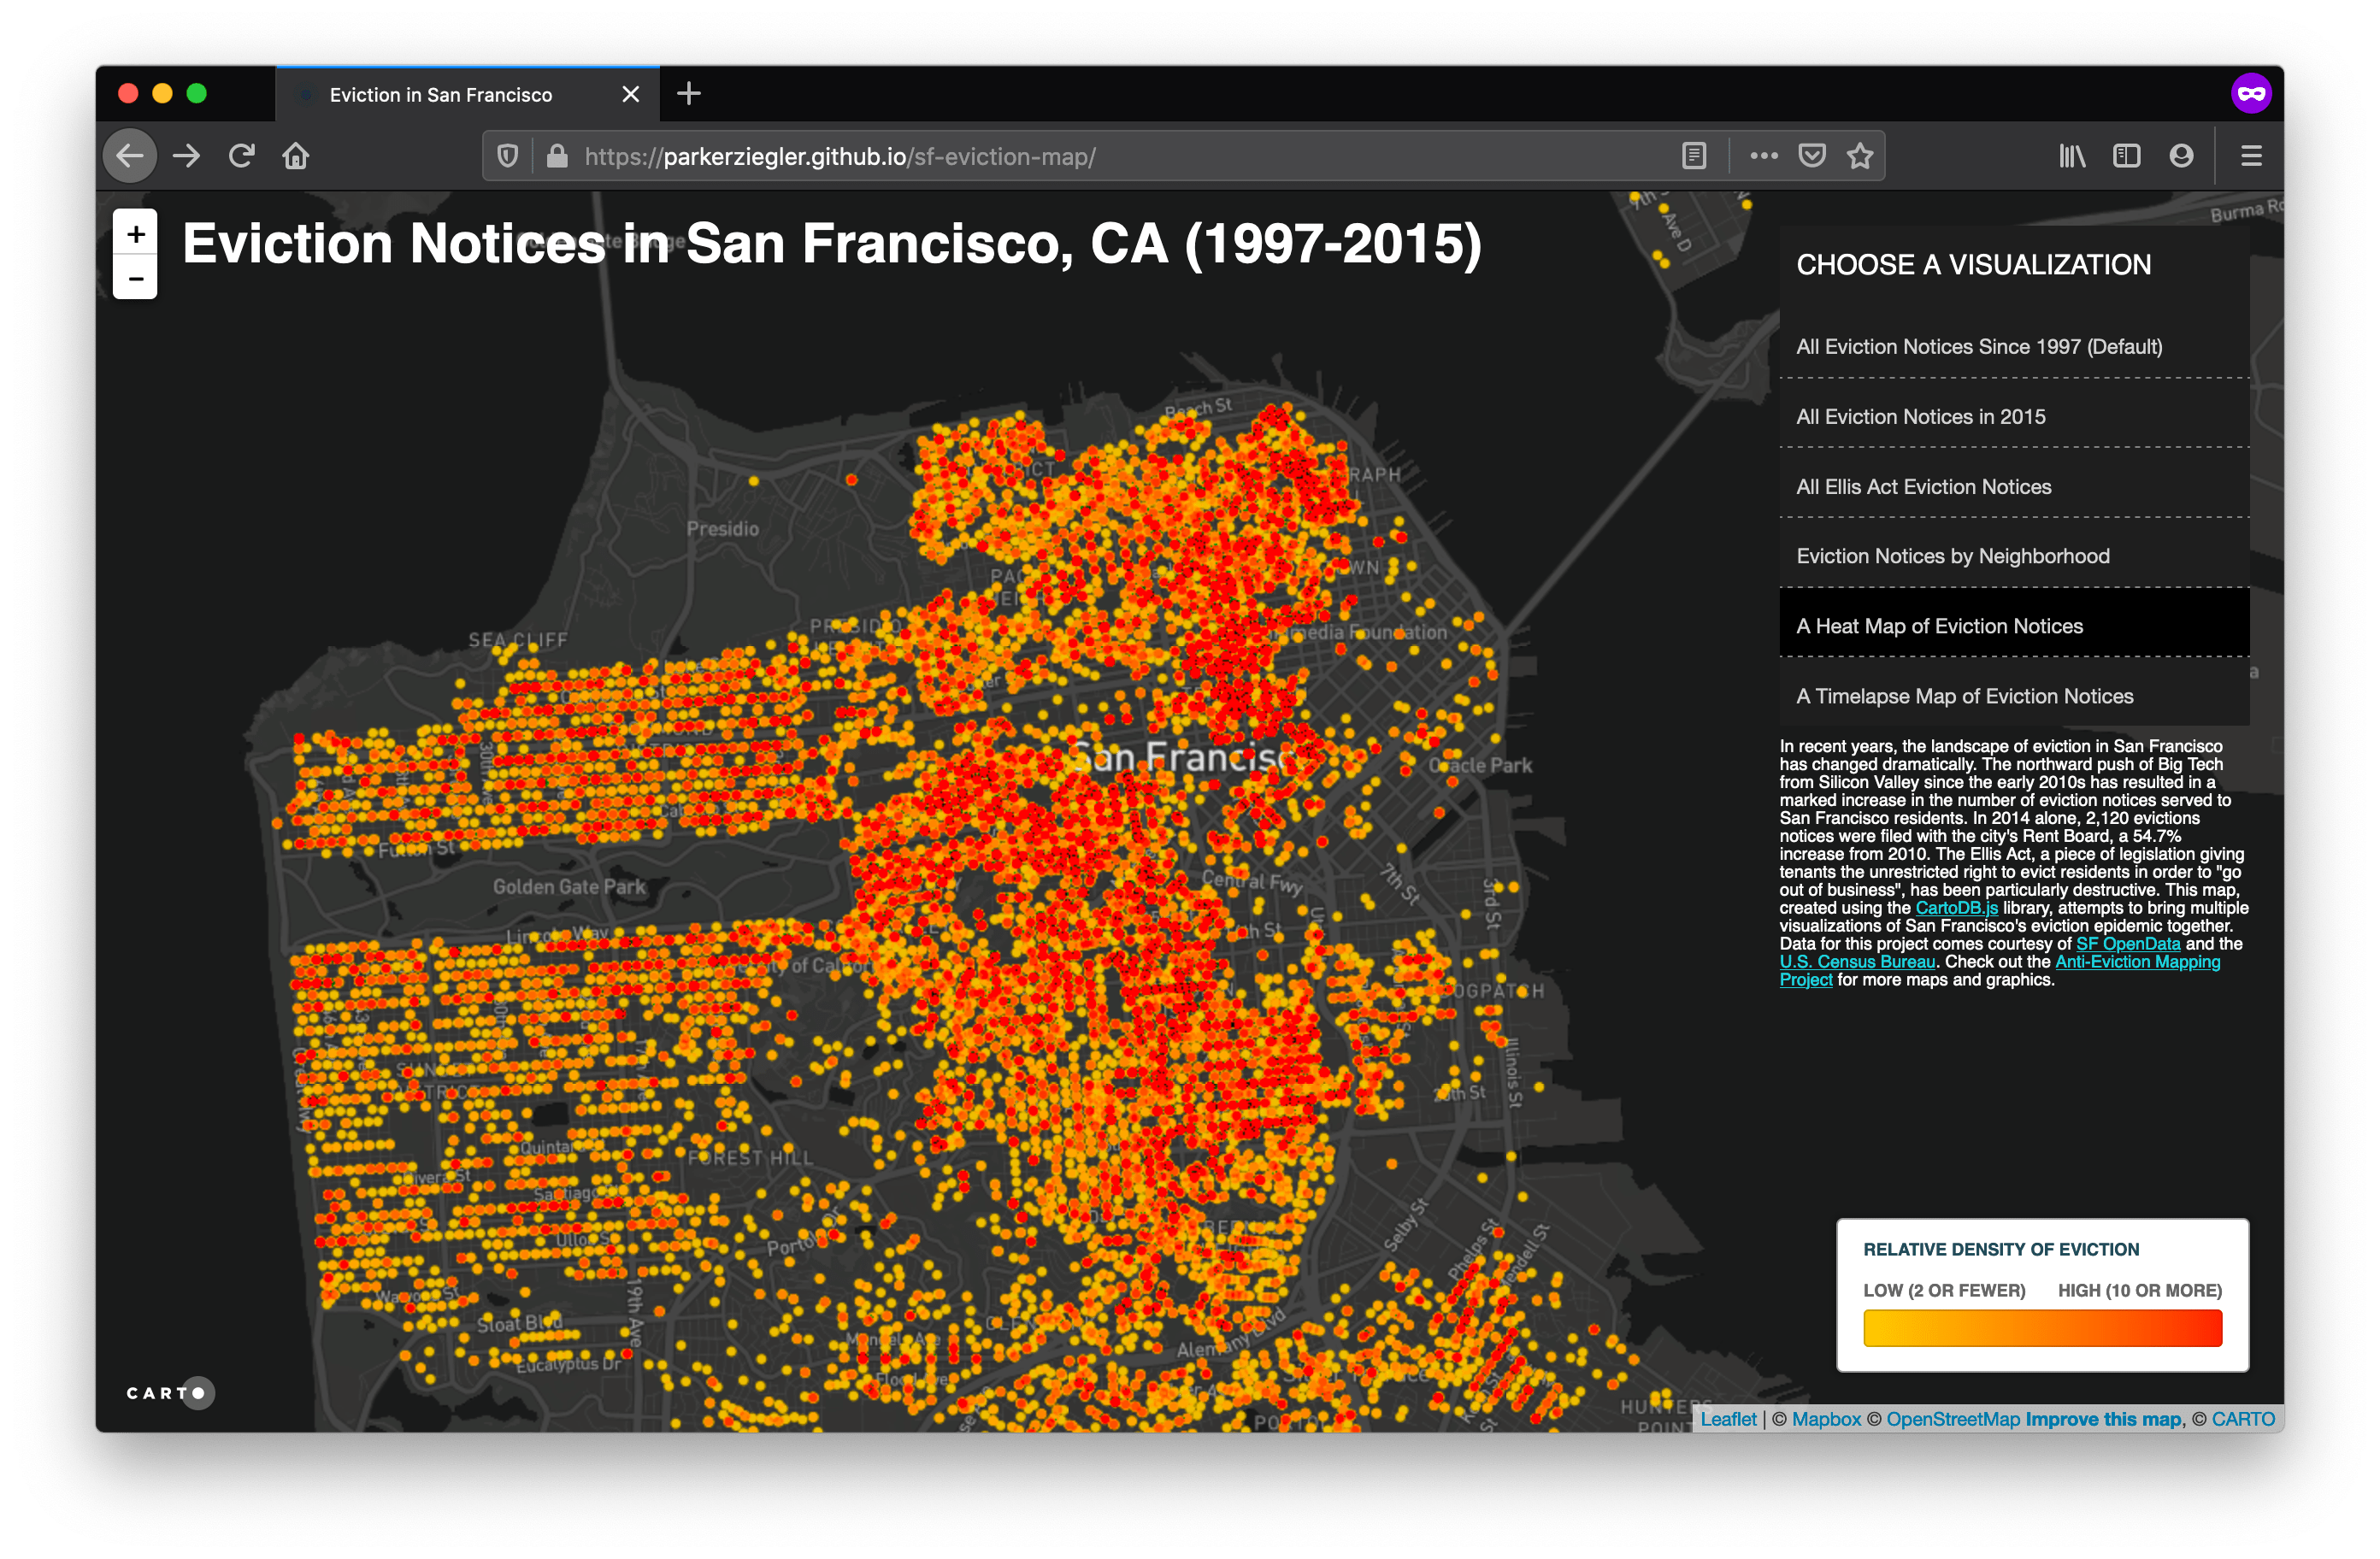 Eviction in San Francisco
https://parkerziegler.github.io/sf-eviction-map/
+
−
Eviction Notices in San Francisco, CA (1997-2015)
Ave D
Burma
CHOOSE A VISUALIZATION
All Eviction Notices Since 1997 (Default)
All Eviction Notices in 2015
All Ellis Act Eviction Notices
Eviction Notices by Neighborhood
A Heat Map of Eviction Notices
A Timelapse Map of Eviction Notices
In recent years, the landscape of eviction in San Francisco
has changed dramatically. The northward push of Big Tech
from Silicon Valley since the early 2010s has resulted in a
marked increase in the number of eviction notices served to
San Francisco residents. In 2014 alone, 2,120 evictions
notices were filed with the city's Rent Board, a 54.7%
increase from 2010. The Ellis Act, a piece of legislation giving
tenants the unrestricted right to evict residents in order to "go
out of business", has been particularly destructive. This map,
created using the CartoDB.js library, attempts to bring multiple
visualizations of San Francisco's eviction epidemic together.
Data for this project comes courtesy of SF OpenData and the
U.S. Census Bureau. Check out the Anti-Eviction Mapping
Project for more maps and graphics.
Beach St
Presidio
SEA CLIFF
Foundation
San Francisc
Oracle Park
Fulton St
Golden Gate Park
Central Fwy
7th St
3rd St
Lincoln Way
Illinois St
FOREST HILL
Selby St
Phelps St
Sloat Blvd
19th Ave
Eucalyptus Dr
Alemany Blvd
HUNTERS
POINT
RELATIVE DENSITY OF EVICTION
LOW (2 OR FEWER) HIGH (10 OR MORE)
CARTO
Leaflet | © Mapbox © OpenStreetMap Improve this map, © CARTO